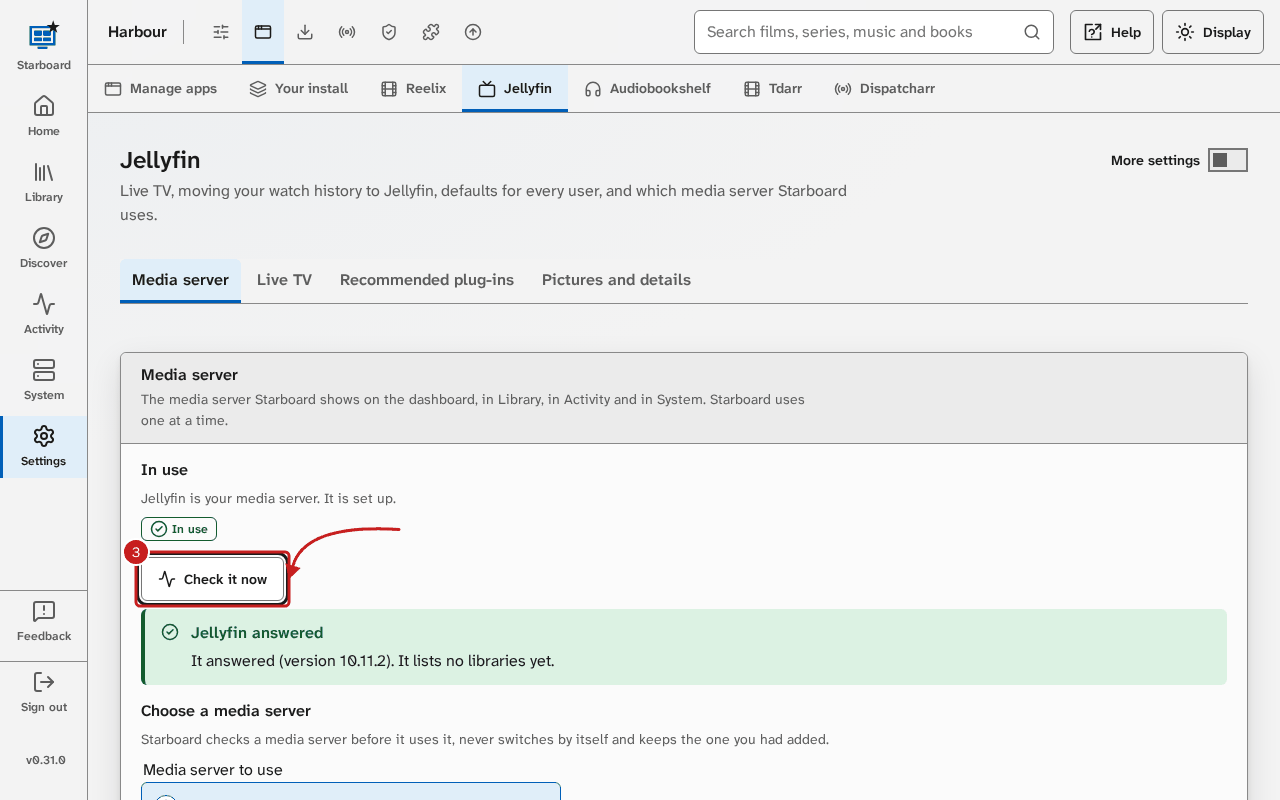 Starboard
Home
Library
Discover
Activity
System
Settings
Feedback
Sign out
v0.31.0
Harbour
Search films, series, music and books
Help
Display
Manage apps
Your install
Reelix
Jellyfin
Audiobookshelf
Tdarr
Dispatcharr
Jellyfin
Live TV, moving your watch history to Jellyfin, defaults for every user, and which media server Starboard
uses.
More settings
Media server
Live TV
Recommended plug-ins
Pictures and details
Media server
The media server Starboard shows on the dashboard, in Library, in Activity and in System. Starboard uses
one at a time.
In use
Jellyfin is your media server. It is set up.
In use
3
Check it now
Jellyfin answered
It answered (version 10.11.2). It lists no libraries yet.
Choose a media server
Starboard checks a media server before it uses it, never switches by itself and keeps the one you had added.
Media server to use